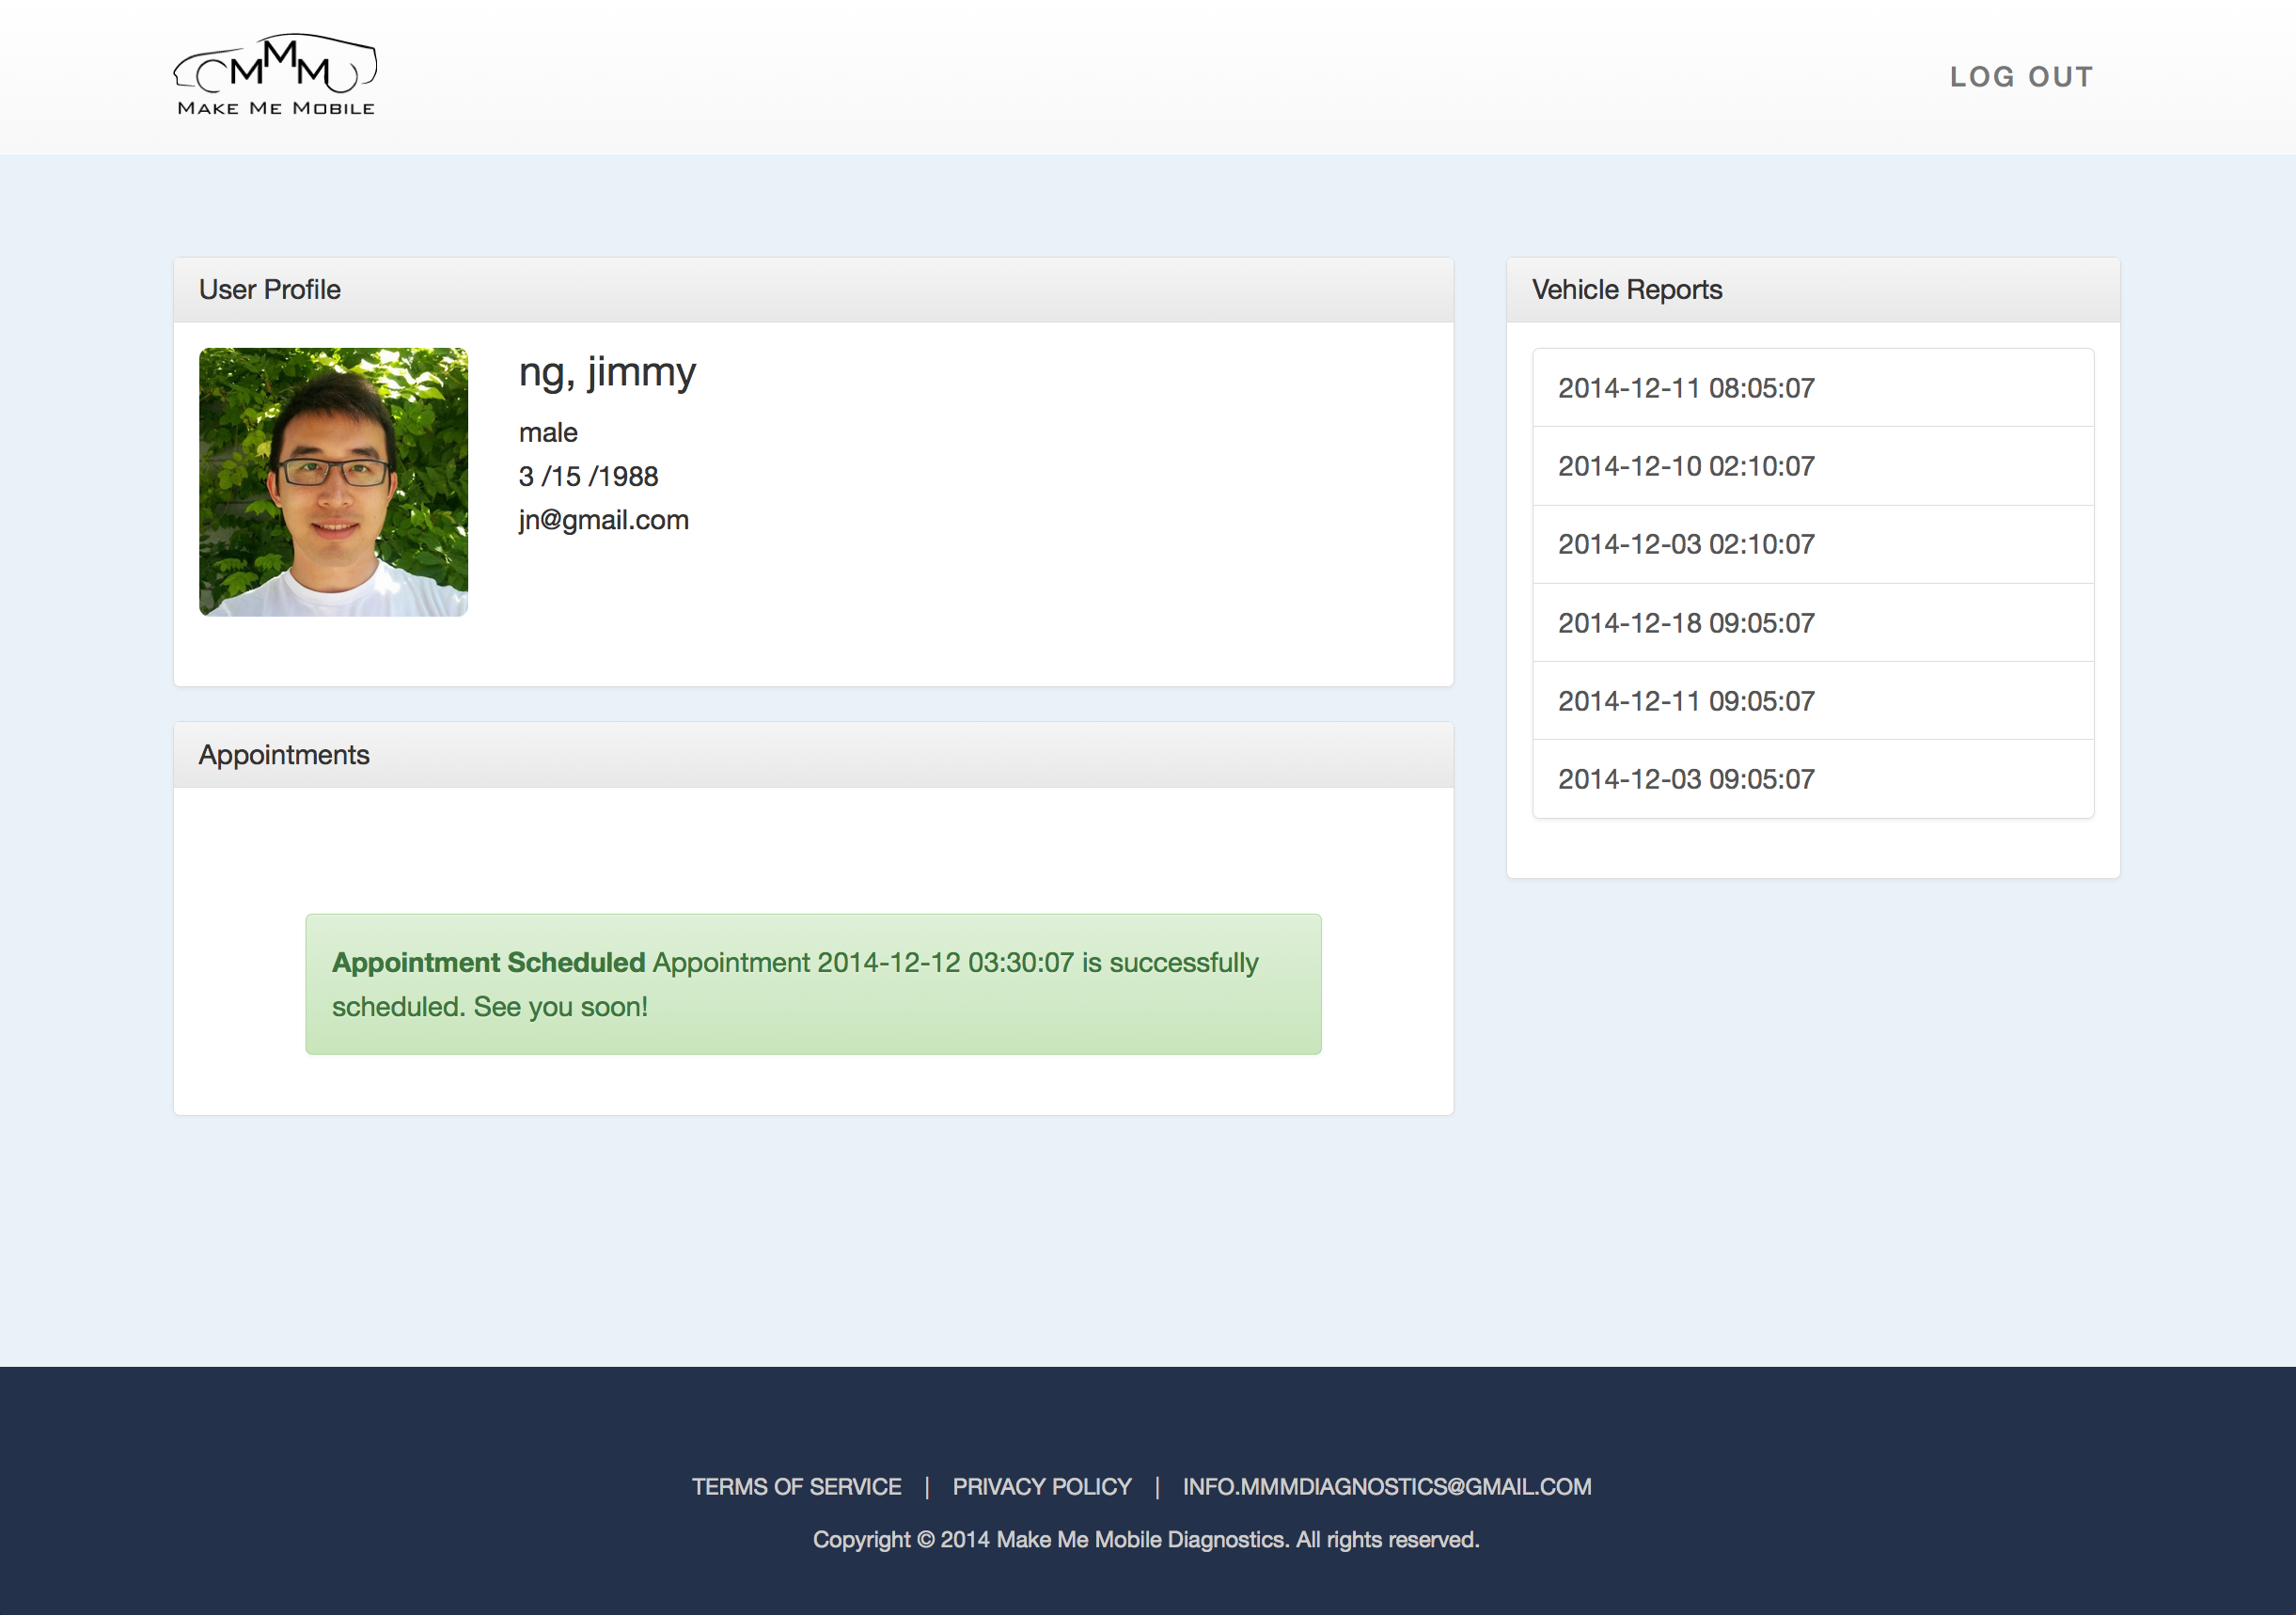 MMM
MAKE ME MOBILE
LOG OUT
User Profile
ng, jimmy
male
3 /15 /1988
jn@gmail.com
Appointments
Appointment Scheduled Appointment 2014-12-12 03:30:07 is successfully
scheduled. See you soon!
Vehicle Reports
2014-12-11 08:05:07
2014-12-10 02:10:07
2014-12-03 02:10:07
2014-12-18 09:05:07
2014-12-11 09:05:07
2014-12-03 09:05:07
TERMS OF SERVICE | PRIVACY POLICY | INFO.MMMDIAGNOSTICS@GMAIL.COM
Copyright © 2014 Make Me Mobile Diagnostics. All rights reserved.